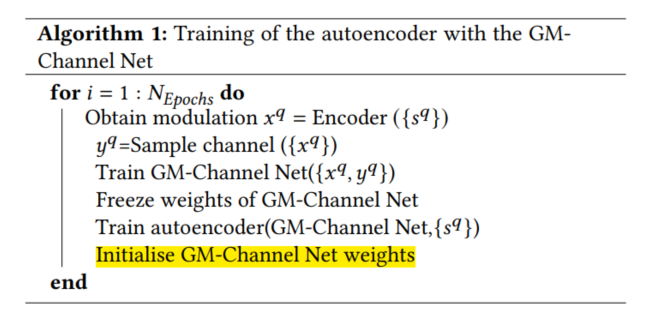 Algorithm 1: Training of the autoencoder with the GM-
Channel Net
for i = 1 : N_Epochs do
Obtain modulation x^q = Encoder ({s^q})
y^q=Sample channel ({x^q})
Train GM-Channel Net({x^q, y^q})
Freeze weights of GM-Channel Net
Train autoencoder(GM-Channel Net,{s^q})
Initialise GM-Channel Net weights
end